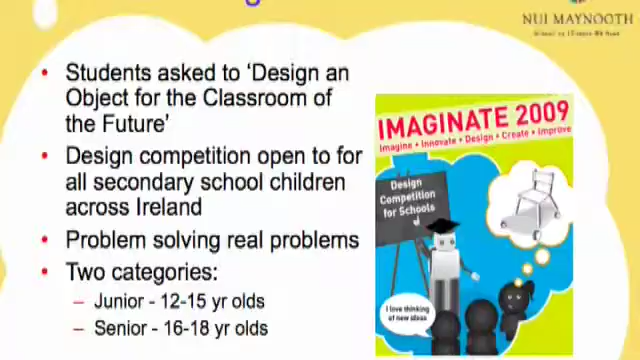 NUI MAYNOOTH
• Students asked to ‘Design an
Object for the Classroom of
the Future’
• Design competition open to for
all secondary school children
across Ireland
• Problem solving real problems
• Two categories:
– Junior - 12-15 yr olds
– Senior - 16-18 yr olds
IMAGINATE 2009
Imagine • Innovate • Design • Create • Improve
Design
Competition
for Schools
I love thinking
of new ideas